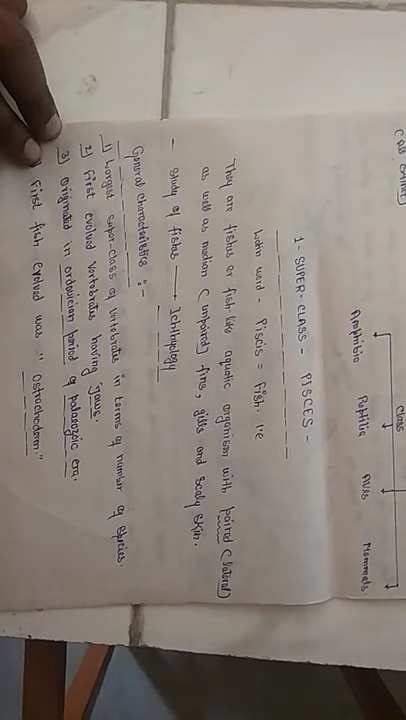 Class
Amphibia Reptilia Aves Mammals.
1 - SUPER-CLASS - PISCES -
Latin word - Piscis = Fish. i.e
They are fishes or fish like aquatic organism with paired (lateral)
as well as median (unpaired) fins, gills and scaly skin.
- Study of fishes → Ichthyology
General characteristics :-
1) Largest super-class of vertebrates in terms of number of species.
2) First evolved vertebrates having Jaws.
3) originated in ordovician period of palaeozoic era.
First fish evolved was " Ostracoderm."